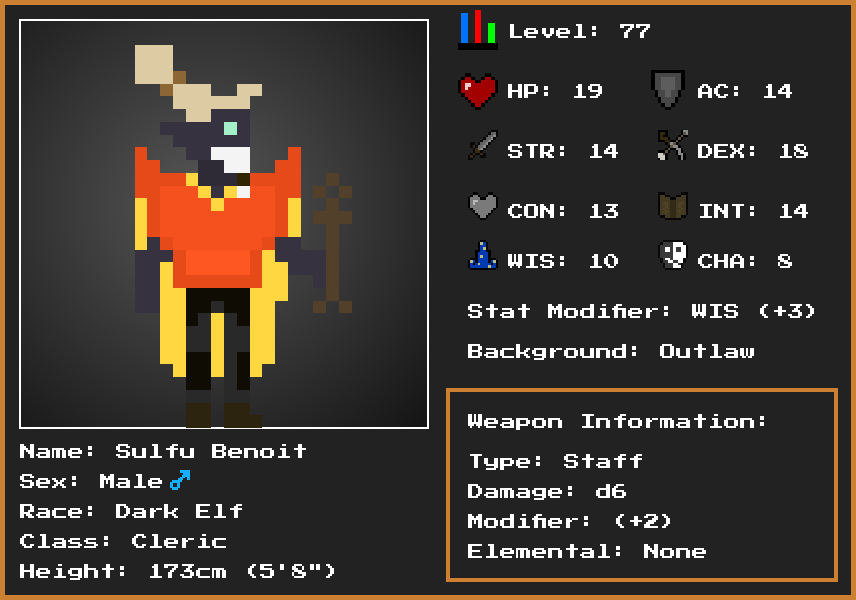 Level: 77
HP: 19
AC: 14
STR: 14
DEX: 18
CON: 13
INT: 14
WIS: 10
CHA: 8
Stat Modifier: WIS (+3)
Background: Outlaw
Weapon Information:
Type: Staff
Damage: d6
Modifier: (+2)
Elemental: None
Name: Sulfu Benoit
Sex: Male♂
Race: Dark Elf
Class: Cleric
Height: 173cm (5'8")